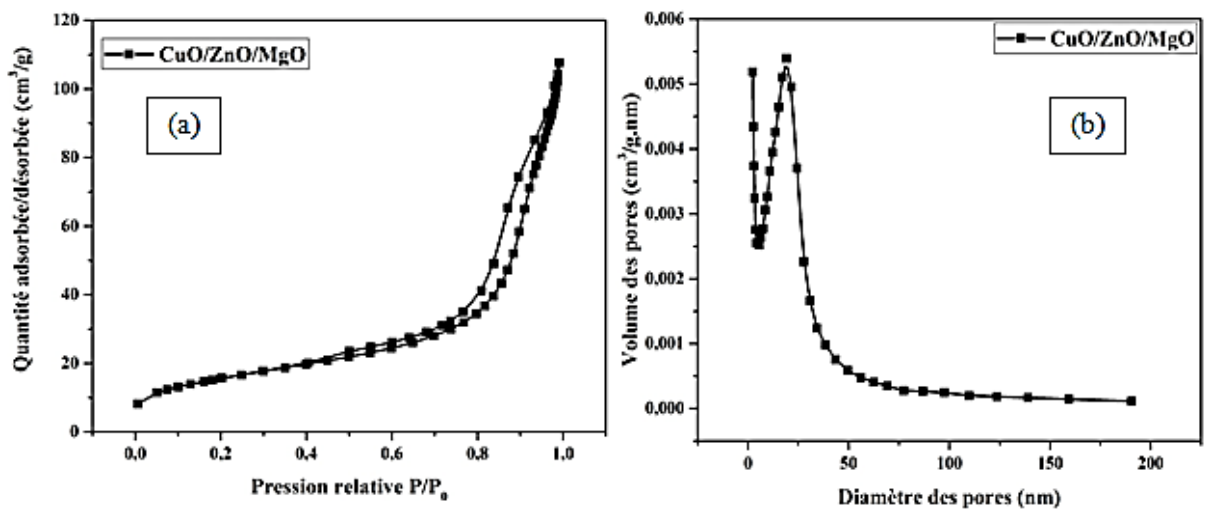 120
100
80
60
40
20
0
Quantité adsorbée/désorbée (cm³/g)
CuO/ZnO/MgO
(a)
0,0 0,2 0,4 0,6 0,8 1,0
Pression relative P/P₀
0,006
0,005
0,004
0,003
0,002
0,001
0,000
Volume des pores (cm³/g.nm)
CuO/ZnO/MgO
(b)
0 50 100 150 200
Diamètre des pores (nm)